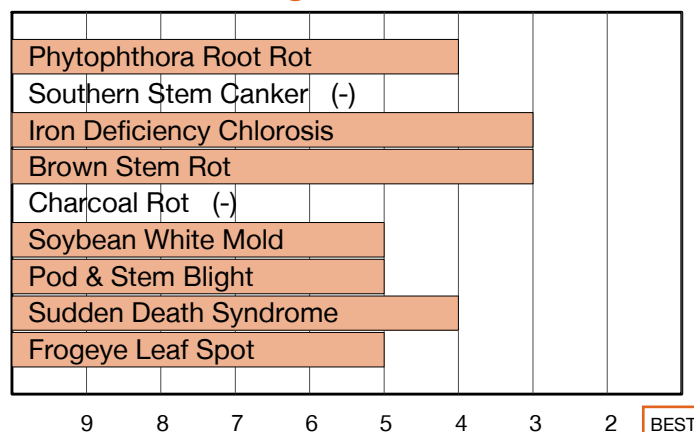 Phytophthora Root Rot
Southern Stem Canker (-)
Iron Deficiency Chlorosis
Brown Stem Rot
Charcoal Rot (-)
Soybean White Mold
Pod & Stem Blight
Sudden Death Syndrome
Frogeye Leaf Spot
9 8 7 6 5 4 3 2 BEST